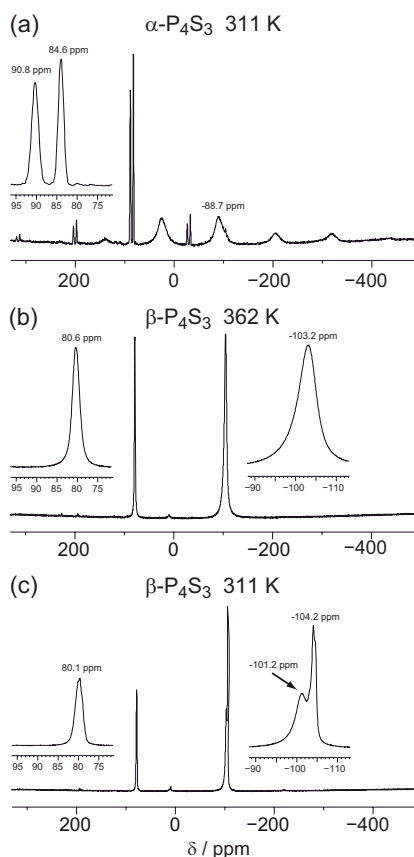 (a)
α-P4S3 311 K
90.8 ppm
84.6 ppm
-88.7 ppm
95 90 85 80 75
200 0 −200 −400
(b)
β-P4S3 362 K
80.6 ppm
-103.2 ppm
95 90 85 80 75
−90 −100 −110
200 0 −200 −400
(c)
β-P4S3 311 K
80.1 ppm
-104.2 ppm
-101.2 ppm
95 90 85 80 75
−90 −100 −110
200 0 −200 −400
δ / ppm